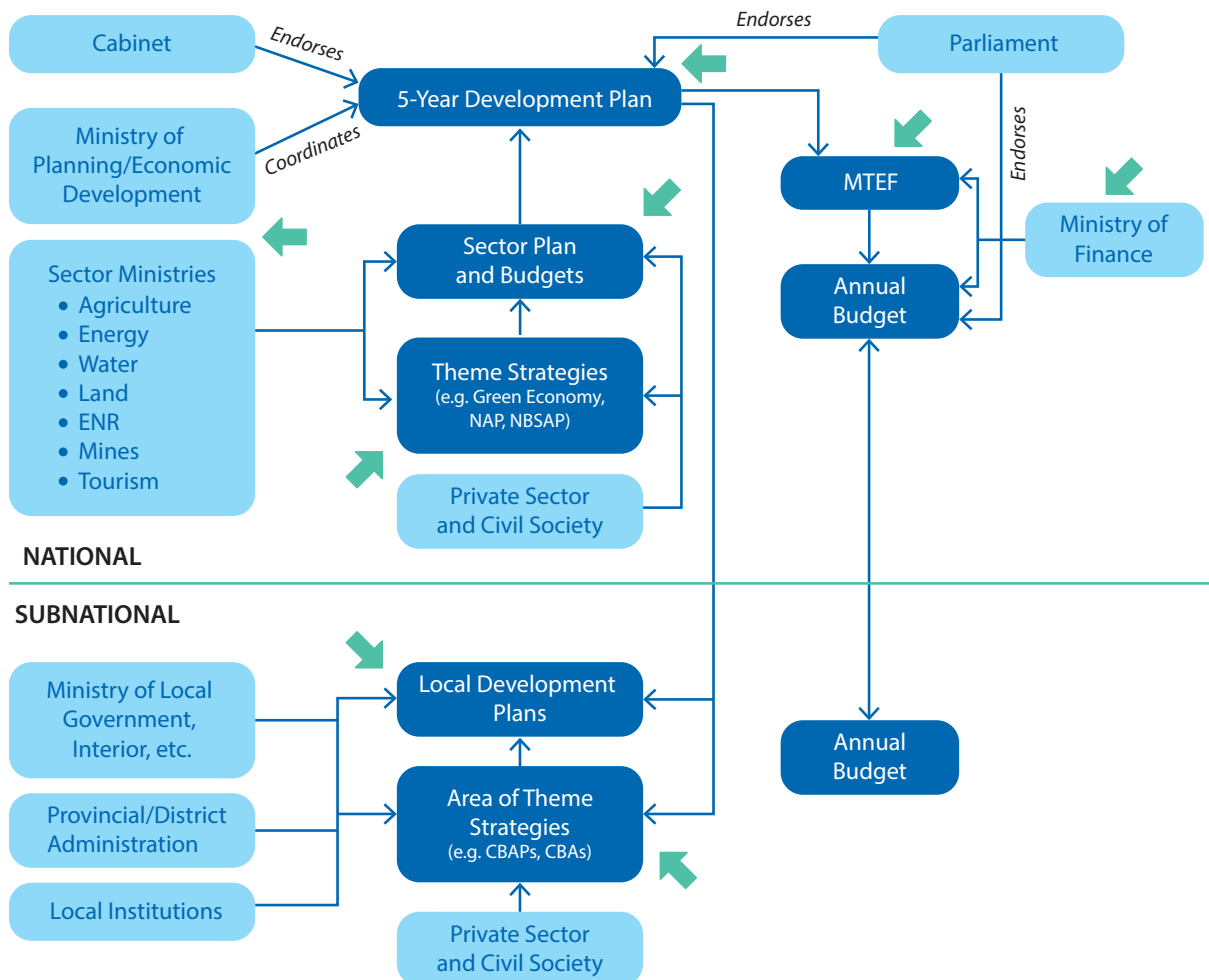 Cabinet
Endorses
Endorses
Parliament
5-Year Development Plan
Ministry of
Planning/Economic
Development
Coordinates
Endorses
MTEF
Ministry of
Finance
Sector Ministries
• Agriculture
• Energy
• Water
• Land
• ENR
• Mines
• Tourism
Sector Plan
and Budgets
Annual
Budget
Theme Strategies
(e.g. Green Economy,
NAP, NBSAP)
Private Sector
and Civil Society
NATIONAL
SUBNATIONAL
Ministry of Local
Government,
Interior, etc.
Local Development
Plans
Annual
Budget
Provincial/District
Administration
Area of Theme
Strategies
(e.g. CBAPs, CBAs)
Local Institutions
Private Sector
and Civil Society